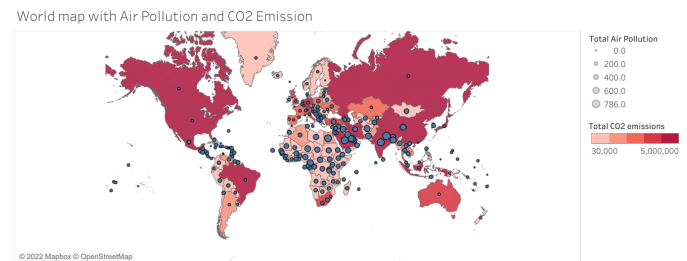 World map with Air Pollution and CO2 Emission
Total Air Pollution
0.0
200.0
400.0
600.0
786.0
Total CO2 emissions
30,000 5,000,000
© 2022 Mapbox © OpenStreetMap